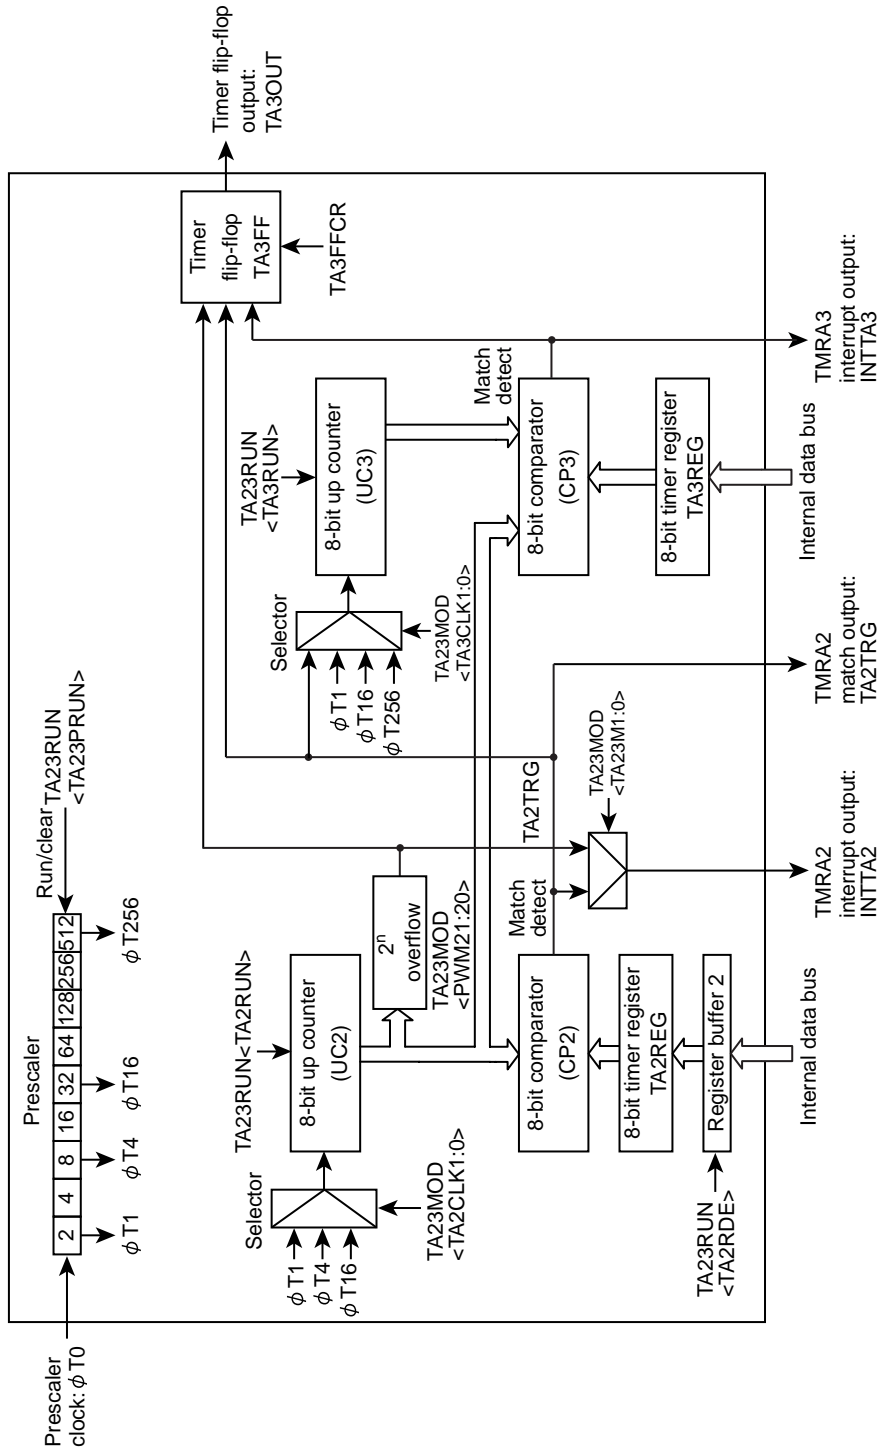 Prescaler
clock: φT0
Prescaler
2
4
8
16
32
64
128
256
512
Run/clear
TA23RUN
<TA23PRUN>
φT1
φT4
φT16
φT256
Selector
φT1
φT4
φT16
TA23MOD
<TA2CLK1:0>
TA23RUN<TA2RUN>
8-bit up counter
(UC2)
2n
overflow
TA23MOD
<PWM21:20>
8-bit comparator
(CP2)
Match
detect
TA2TRG
8-bit timer register
TA2REG
Register buffer 2
TA23RUN
<TA2RDE>
Internal data bus
TA23MOD
<TA23M1:0>
TMRA2
interrupt output:
INTTA2
TMRA2
match output:
TA2TRG
Selector
φT1
φT16
φT256
TA23MOD
<TA3CLK1:0>
TA23RUN
<TA3RUN>
8-bit up counter
(UC3)
8-bit comparator
(CP3)
Match
detect
8-bit timer register
TA3REG
Internal data bus
TMRA3
interrupt output:
INTTA3
Timer
flip-flop
TA3FF
TA3FFCR
Timer flip-flop
output:
TA3OUT